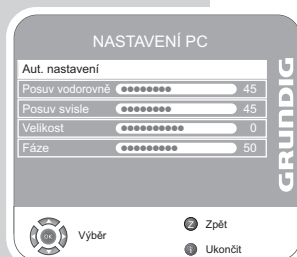 NASTAVENÍ PC
Aut. nastavení
Posuv vodorovně 45
Posuv svisle 45
Velikost 0
Fáze 50
GRUNDIG
OK Výběr
Z Zpět
i Ukončit